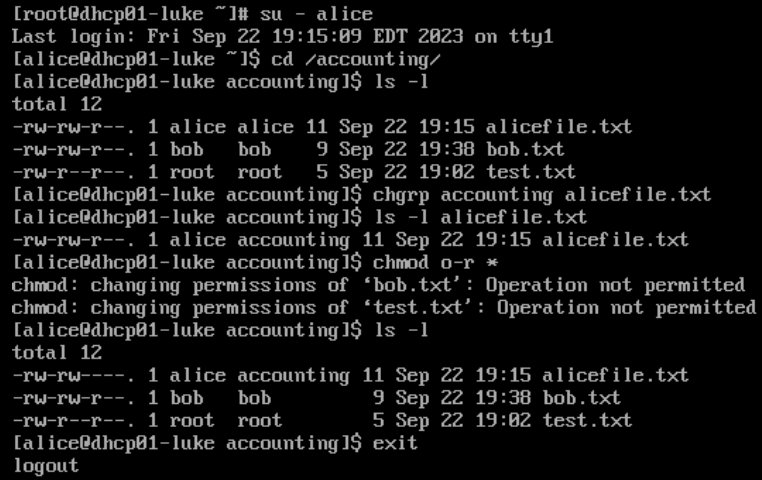 [root@dhcp01-luke ~]# su - alice
Last login: Fri Sep 22 19:15:09 EDT 2023 on tty1
[alice@dhcp01-luke ~]$ cd /accounting/
[alice@dhcp01-luke accounting]$ ls -l
total 12
-rw-rw-r--. 1 alice alice 11 Sep 22 19:15 alicefile.txt
-rw-rw-r--. 1 bob   bob    9 Sep 22 19:38 bob.txt
-rw-r--r--. 1 root  root   5 Sep 22 19:02 test.txt
[alice@dhcp01-luke accounting]$ chgrp accounting alicefile.txt
[alice@dhcp01-luke accounting]$ ls -l alicefile.txt
-rw-rw-r--. 1 alice accounting 11 Sep 22 19:15 alicefile.txt
[alice@dhcp01-luke accounting]$ chmod o-r *
chmod: changing permissions of ‘bob.txt’: Operation not permitted
chmod: changing permissions of ‘test.txt’: Operation not permitted
[alice@dhcp01-luke accounting]$ ls -l
total 12
-rw-rw----. 1 alice accounting 11 Sep 22 19:15 alicefile.txt
-rw-rw-r--. 1 bob   bob         9 Sep 22 19:38 bob.txt
-rw-r--r--. 1 root  root        5 Sep 22 19:02 test.txt
[alice@dhcp01-luke accounting]$ exit
logout